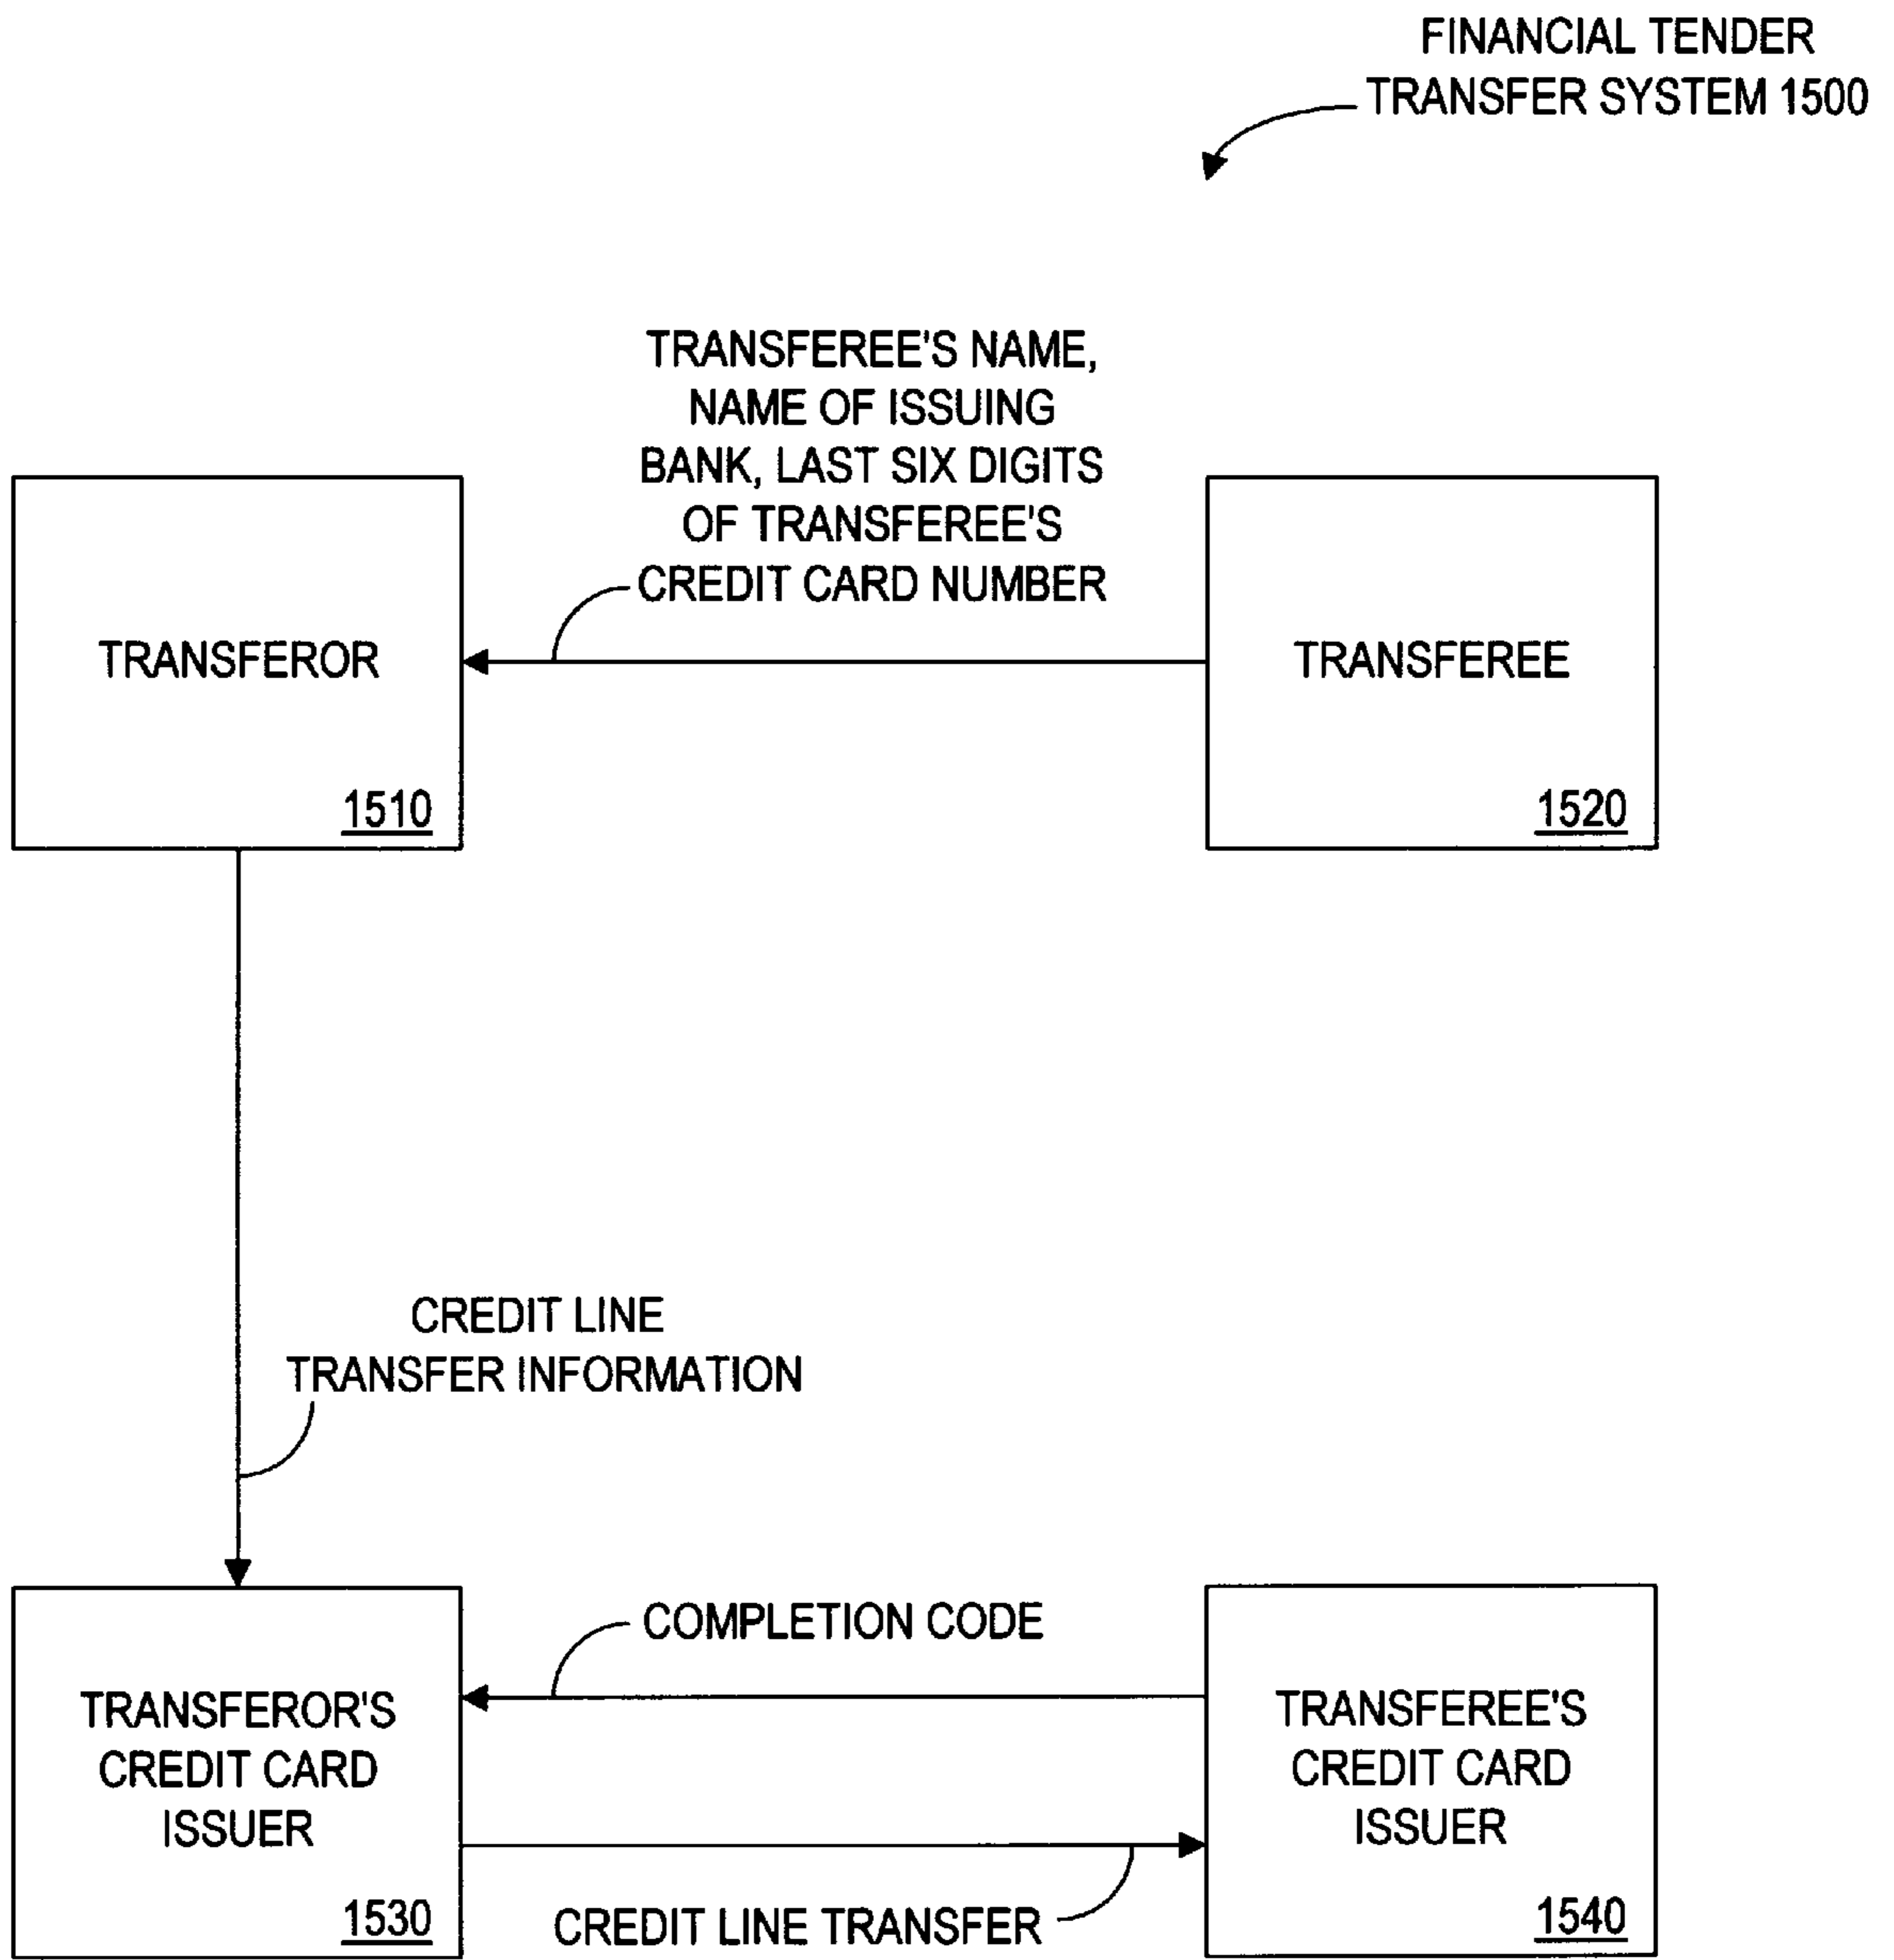 FINANCIAL TENDER
TRANSFER SYSTEM 1500
TRANSFEREE'S NAME,
NAME OF ISSUING
BANK, LAST SIX DIGITS
OF TRANSFEREE'S
CREDIT CARD NUMBER
TRANSFEROR
1510
TRANSFEREE
1520
CREDIT LINE
TRANSFER INFORMATION
TRANSFEROR'S
CREDIT CARD
ISSUER
1530
COMPLETION CODE
CREDIT LINE TRANSFER
TRANSFEREE'S
CREDIT CARD
ISSUER
1540